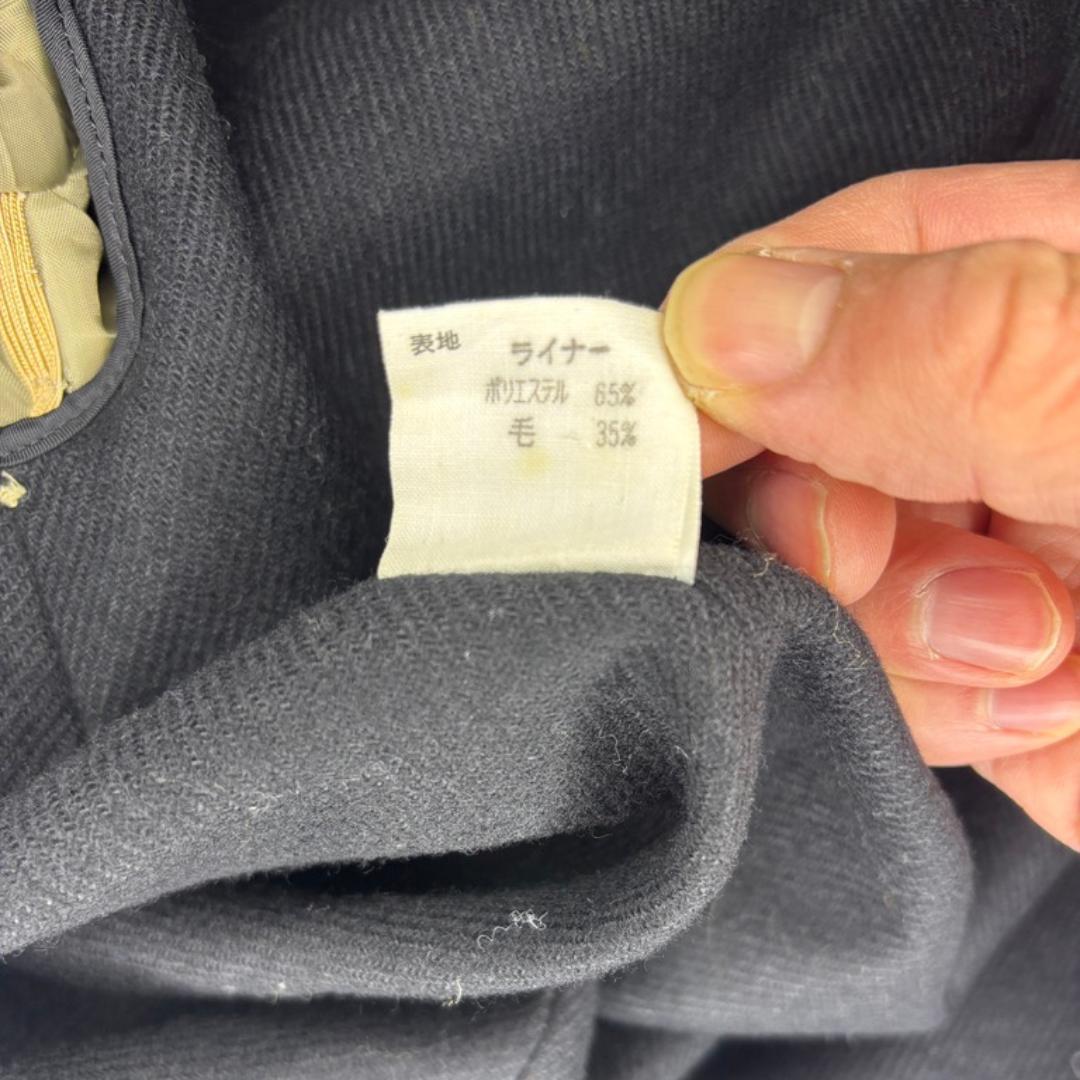 表地 ライナー
ポリエステル 65%
毛 35%